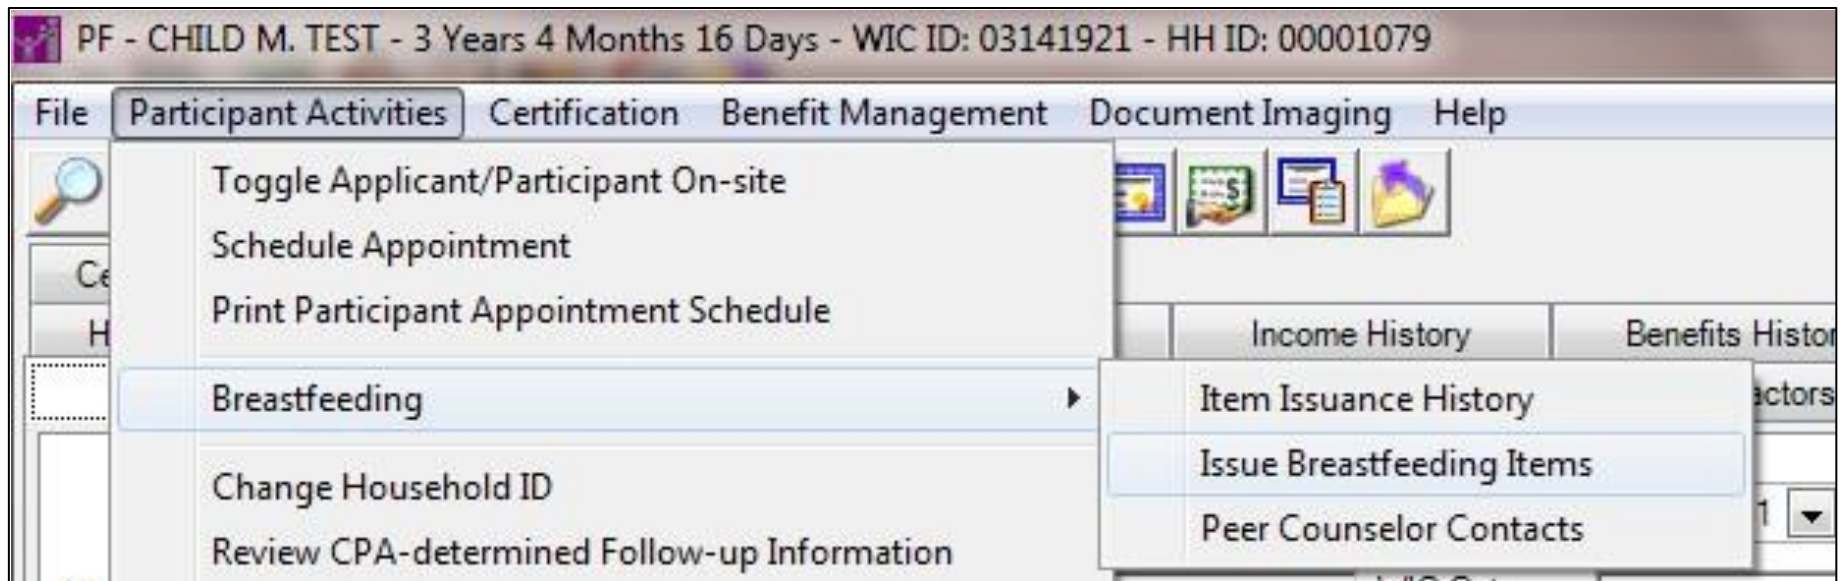 PF - CHILD M. TEST - 3 Years 4 Months 16 Days - WIC ID: 03141921 - HH ID: 00001079
File Participant Activities Certification Benefit Management Document Imaging Help
Toggle Applicant/Participant On-site
Schedule Appointment
Print Participant Appointment Schedule
Income History Benefits Histor
Breastfeeding
Item Issuance History
actors
Issue Breastfeeding Items
Change Household ID
Peer Counselor Contacts
1
Review CPA-determined Follow-up Information